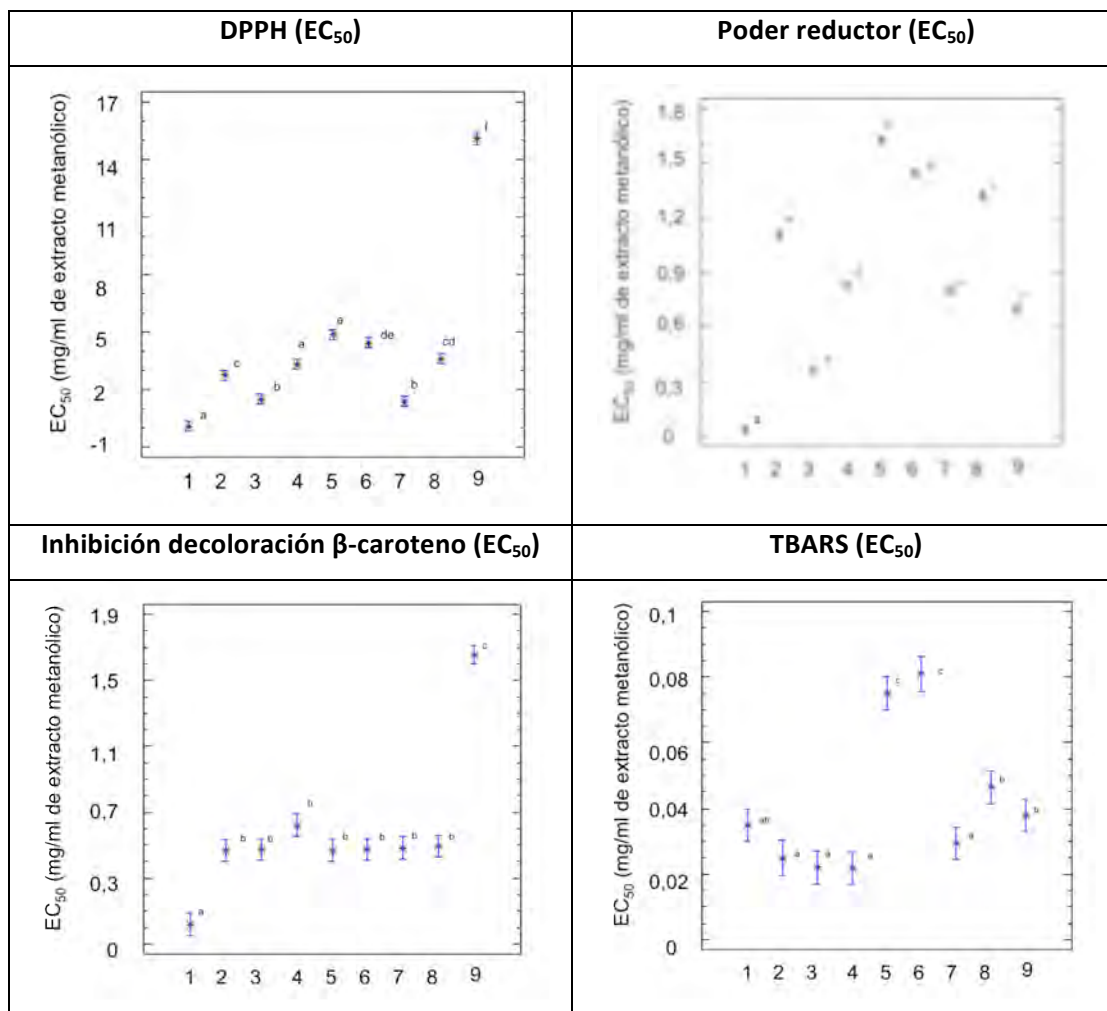 DPPH (EC50)
Poder reductor (EC50)
EC50 (mg/ml de extracto metanólico)
17
14
11
8
5
2
-1
a
c
b
a
e
de
b
cd
f
1 2 3 4 5 6 7 8 9
EC50 (mg/ml de extracto metanólico)
1.8
1.5
1.2
0.9
0.6
0.3
0
a
1 2 3 4 5 6 7 8 9
Inhibición decoloración β-caroteno (EC50)
TBARS (EC50)
EC50 (mg/ml de extracto metanólico)
1.9
1.5
1,1
0.7
0.3
0
a
b
b
b
b
b
b
b
c
1 2 3 4 5 6 7 8 9
EC50 (mg/ml de extracto metanólico)
0.1
0.08
0.06
0.04
0.02
0
ab
a
a
a
c
c
a
b
b
1 2 3 4 5 6 7 8 9